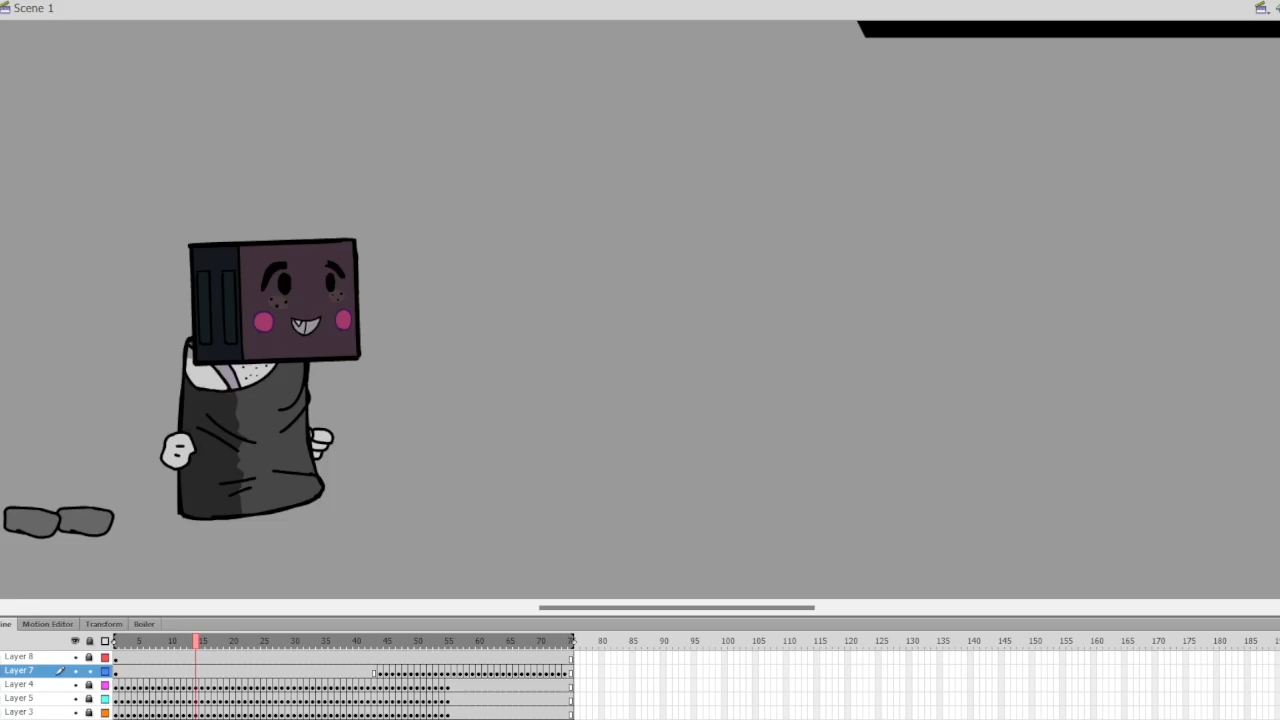 Scene 1
ine Motion Editor Transform Boiler
5 10 15 20 25 30 35 40 45 50 55 60 65 70 75 80 85 90 95 100 105 110 115 120 125 130 135 140 145 150 155 160 165 170 175 180 185
Layer 8
Layer 7
Layer 4
Layer 5
Layer 3